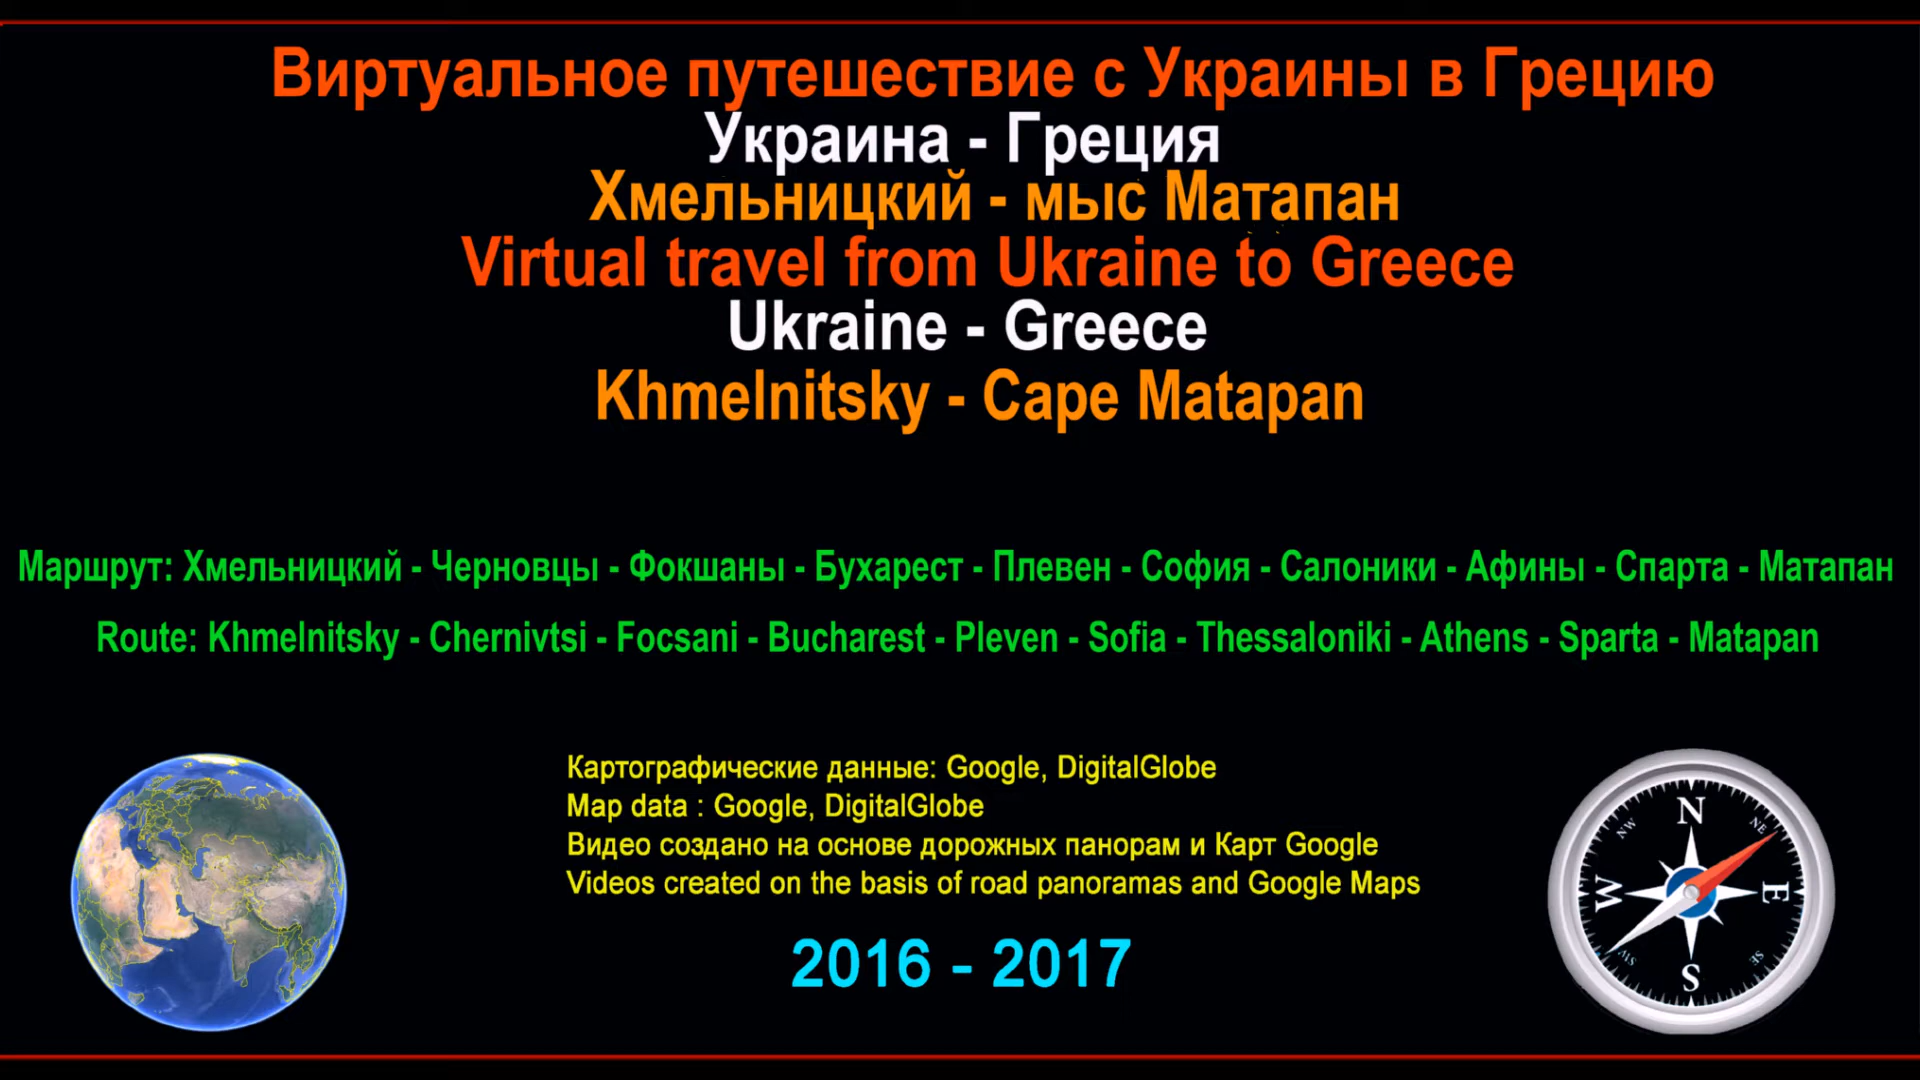 Виртуальное путешествие с Украины в Грецию
Украина - Греция
Хмельницкий - мыс Матапан
Virtual travel from Ukraine to Greece
Ukraine - Greece
Khmelnitsky - Cape Matapan
Маршрут: Хмельницкий - Черновцы - Фокшаны - Бухарест - Плевен - София - Салоники - Афины - Спарта - Матапан
Route: Khmelnitsky - Chernivtsi - Focsani - Bucharest - Pleven - Sofia - Thessaloniki - Athens - Sparta - Matapan
Картографические данные: Google, DigitalGlobe
Map data : Google, DigitalGlobe
Видео создано на основе дорожных панорам и Карт Google
Videos created on the basis of road panoramas and Google Maps
2016 - 2017
N
NW NE
W E
SW SE
S